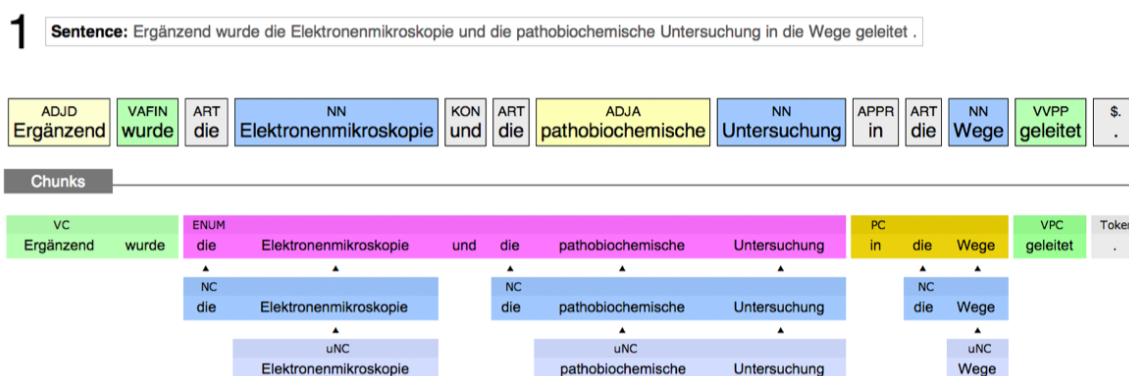 1 Sentence: Ergänzend wurde die Elektronenmikroskopie und die pathobiochemische Untersuchung in die Wege geleitet .
ADJD VAFIN ART NN KON ART ADJA NN APPR ART NN VVPP $.
Ergänzend wurde die Elektronenmikroskopie und die pathobiochemische Untersuchung in die Wege geleitet .
Chunks
VC ENUM PC VPC Token
Ergänzend wurde die Elektronenmikroskopie und die pathobiochemische Untersuchung in die Wege geleitet .
NC NC NC
die Elektronenmikroskopie die pathobiochemische Untersuchung die Wege
uNC uNC uNC
Elektronenmikroskopie pathobiochemische Untersuchung Wege